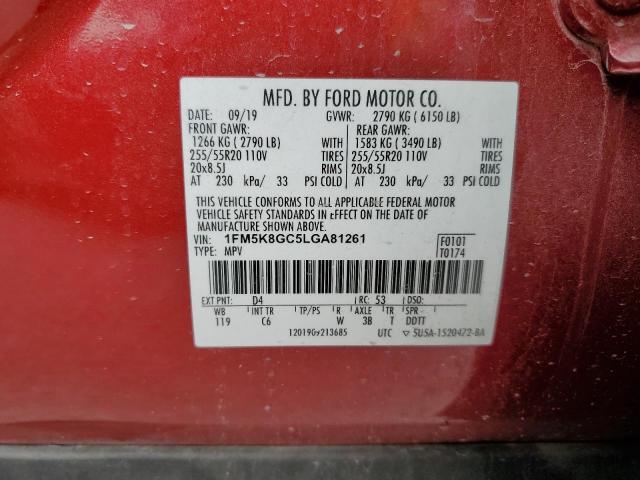 MFD. BY FORD MOTOR CO.
DATE: 09/19 GVWR: 2790 KG ( 6150 LB)
FRONT GAWR: REAR GAWR:
1266 KG ( 2790 LB) WITH 1583 KG ( 3490 LB) WITH
255/55R20 110V TIRES 255/55R20 110V TIRES
20x8.5J RIMS 20x8.5J RIMS
AT 230 kPa/ 33 PSI COLD AT 230 kPa/ 33 PSI COLD
THIS VEHICLE CONFORMS TO ALL APPLICABLE FEDERAL MOTOR
VEHICLE SAFETY STANDARDS IN EFFECT ON THE DATE OF
MANUFACTURE SHOWN ABOVE.
VIN: 1FM5K8GC5LGA81261 F0101
TYPE: MPV T0174
EXT PNT: D4 RC: 53 DSO:
WB INT TR TP/PS R AXLE TR SPR
119 C6 W 3B T DDTT
UTC 5U5A-1520472-BA